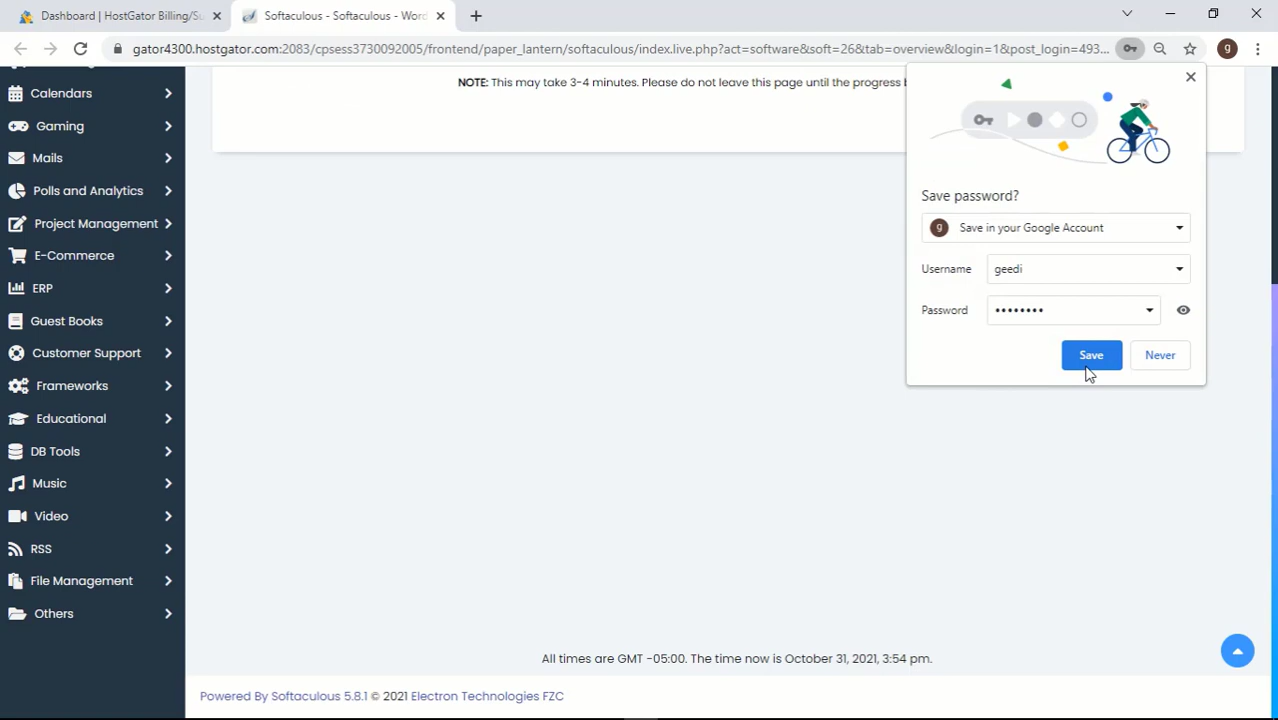 Dashboard | HostGator Billing/Su
Softaculous - Softaculous - Wor
gator4300.hostgator.com:2083/cpsess3730092005/frontend/paper_lantern/softaculous/index.live.php?act=software&soft=26&tab=overview&login=1&post_login=493...
g
Calendars
Gaming
Mails
Polls and Analytics
Project Management
E-Commerce
ERP
Guest Books
Customer Support
Frameworks
Educational
DB Tools
Music
Video
RSS
File Management
Others
NOTE: This may take 3-4 minutes. Please do not leave this page until the progress b
Save password?
g Save in your Google Account
Username geedi
Password ••••••••
Save Never
All times are GMT -05:00. The time now is October 31, 2021, 3:54 pm.
Powered By Softaculous 5.8.1 © 2021 Electron Technologies FZC